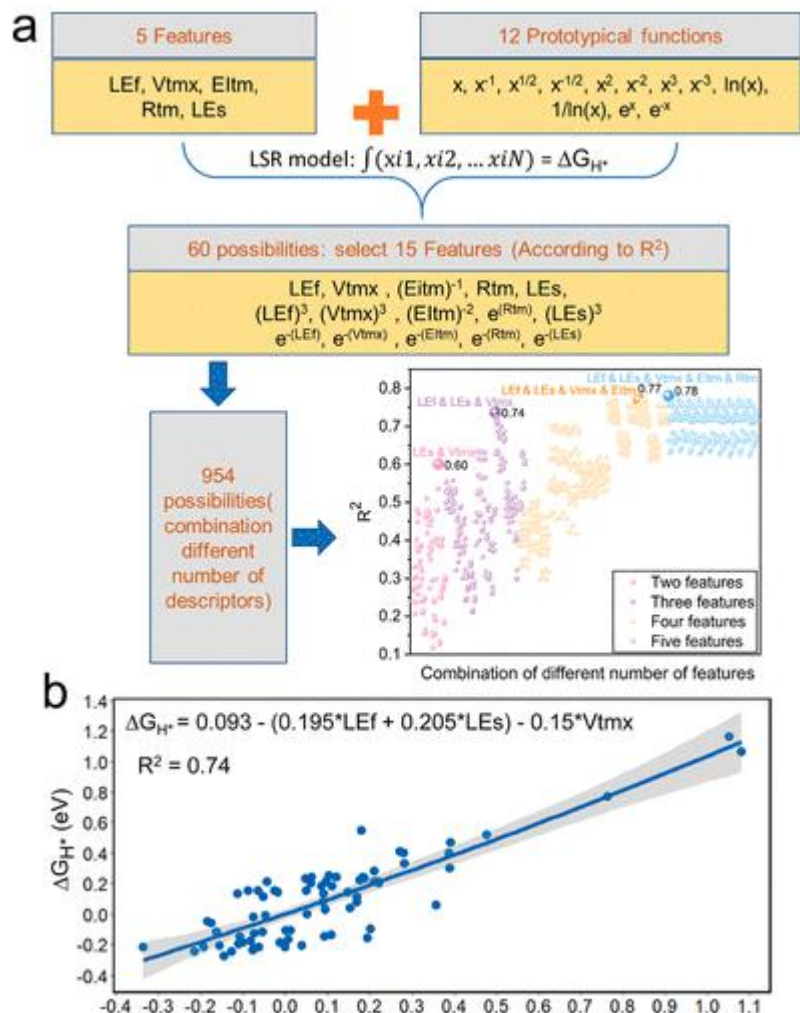 a
5 Features
LEf, Vtmx, EItm,
Rtm, LEs
12 Prototypical functions
x, x⁻¹, x¹ᐟ², x⁻¹ᐟ², x², x⁻², x³, x⁻³, ln(x),
1/ln(x), eˣ, e⁻ˣ
LSR model: ∫(xi1, xi2, ... xiN) = ΔG_H*
60 possibilities: select 15 Features (According to R²)
LEf, Vtmx , (Eitm)⁻¹, Rtm, LEs,
(LEf)³, (Vtmx)³ , (EItm)⁻², e^(Rtm), (LEs)³
e^-(LEf), e^-(Vtmx) , e^-(EItm), e^-(Rtm), e^-(LEs)
954
possibilities(
combination
different
number of
descriptors)
R²
0.8
0.7
0.6
0.5
0.4
0.3
0.2
0.1
LEs & Vtmx
0.60
LEf & LEs & Vtmx
0.74
LEf & LEs & Vtmx & EItm
0.77
LEf & LEs & Vtmx & EItm & Rtm
0.78
Two features
Three features
Four features
Five features
Combination of different number of features
b
ΔG_H* = 0.093 - (0.195*LEf + 0.205*LEs) - 0.15*Vtmx
R² = 0.74
ΔG_H* (eV)
1.4
1.2
1.0
0.8
0.6
0.4
0.2
0.0
-0.2
-0.4
-0.4 -0.3 -0.2 -0.1 0.0 0.1 0.2 0.3 0.4 0.5 0.6 0.7 0.8 0.9 1.0 1.1